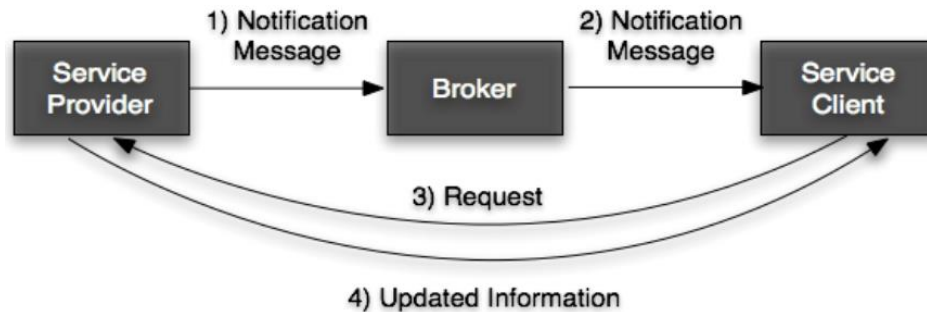 1) Notification
Message
2) Notification
Message
Service
Provider
Broker
Service
Client
3) Request
4) Updated Information